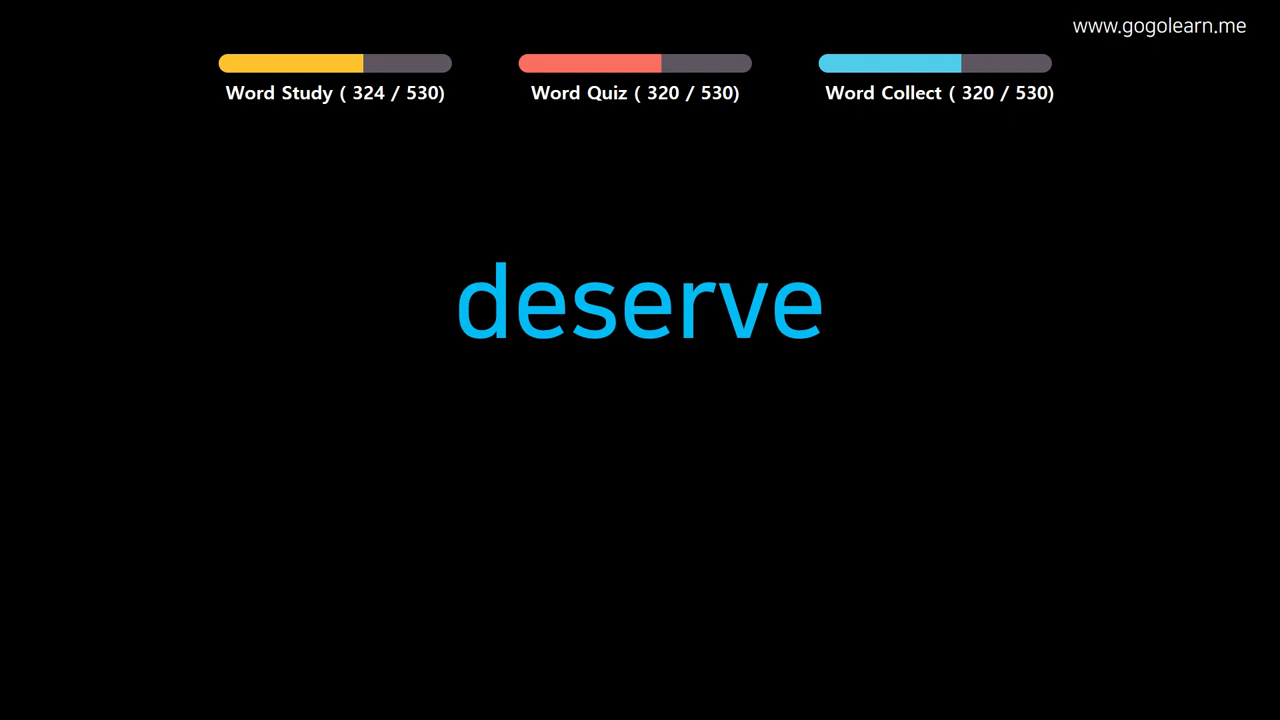 www.gogolearn.me
Word Study ( 324 / 530)
Word Quiz ( 320 / 530)
Word Collect ( 320 / 530)
deserve